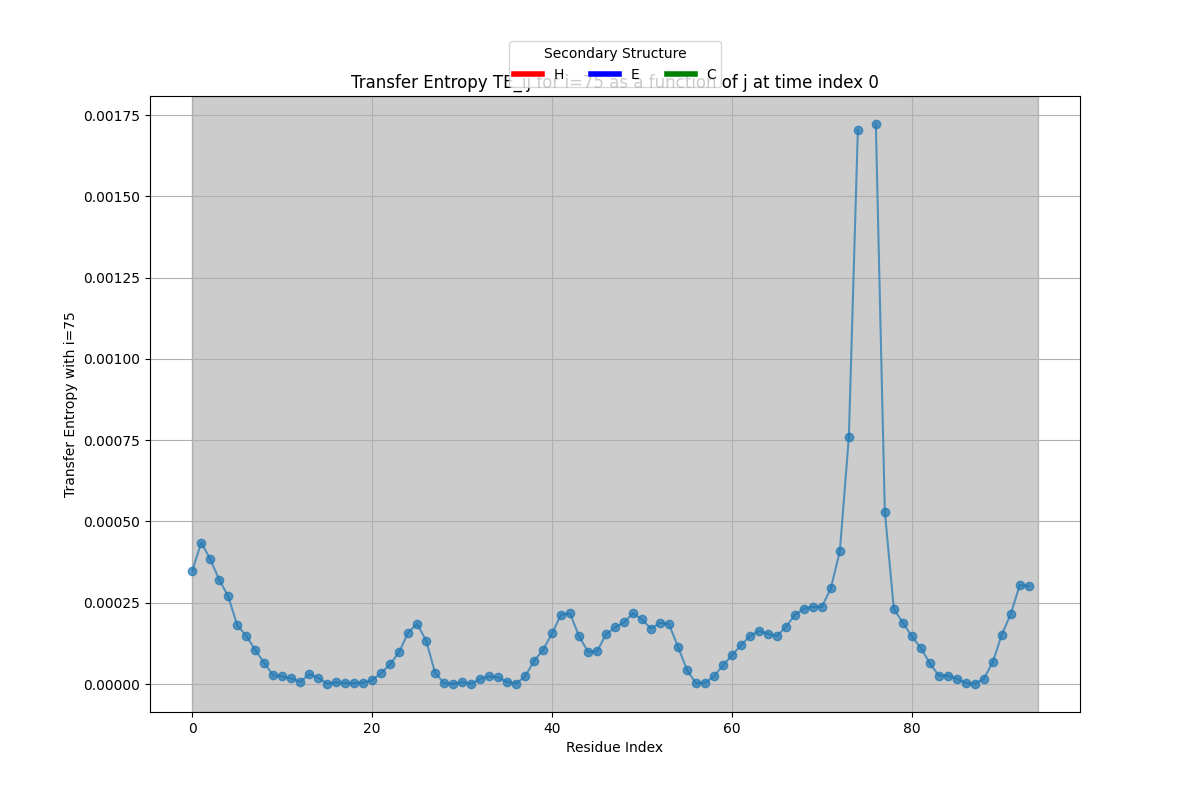 Secondary Structure
H E C
Transfer Entropy TE_ij for i=75 as a function of j at time index 0
0.00175
0.00150
0.00125
0.00100
0.00075
0.00050
0.00025
0.00000
Transfer Entropy with i=75
0 20 40 60 80
Residue Index